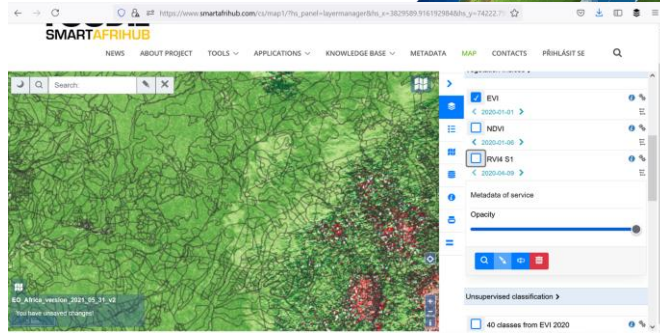 https://www.smartafrihub.com/cs/map1/?hs_panel=layermanager&hs_x=3829589.916192984&hs_y=74222.
SMARTAFRIHUB
NEWS ABOUT PROJECT TOOLS APPLICATIONS KNOWLEDGE BASE METADATA MAP CONTACTS PŘIHLÁSIT SE
Search:
EVI
2020-01-01
NDVI
2020-01-06
RVI4 S1
2020-04-09
Metadata of service
Opacity
Unsupervised classification >
40 classes from EVI 2020
EO_Africa_version_2021_05_31_v2
You have unsaved changes!